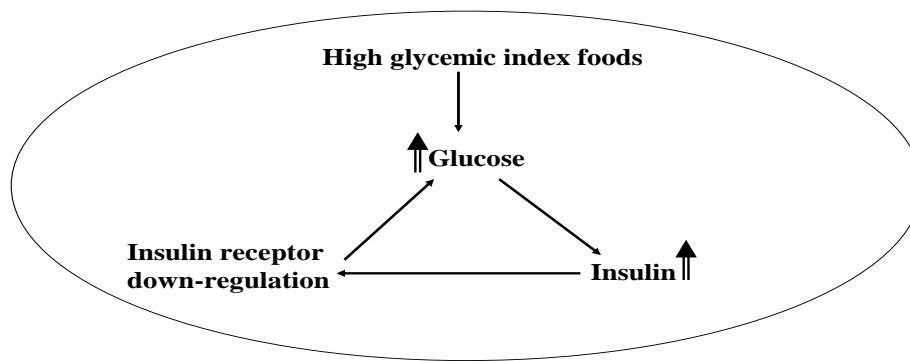 High glycemic index foods
Glucose
Insulin receptor
down-regulation
Insulin